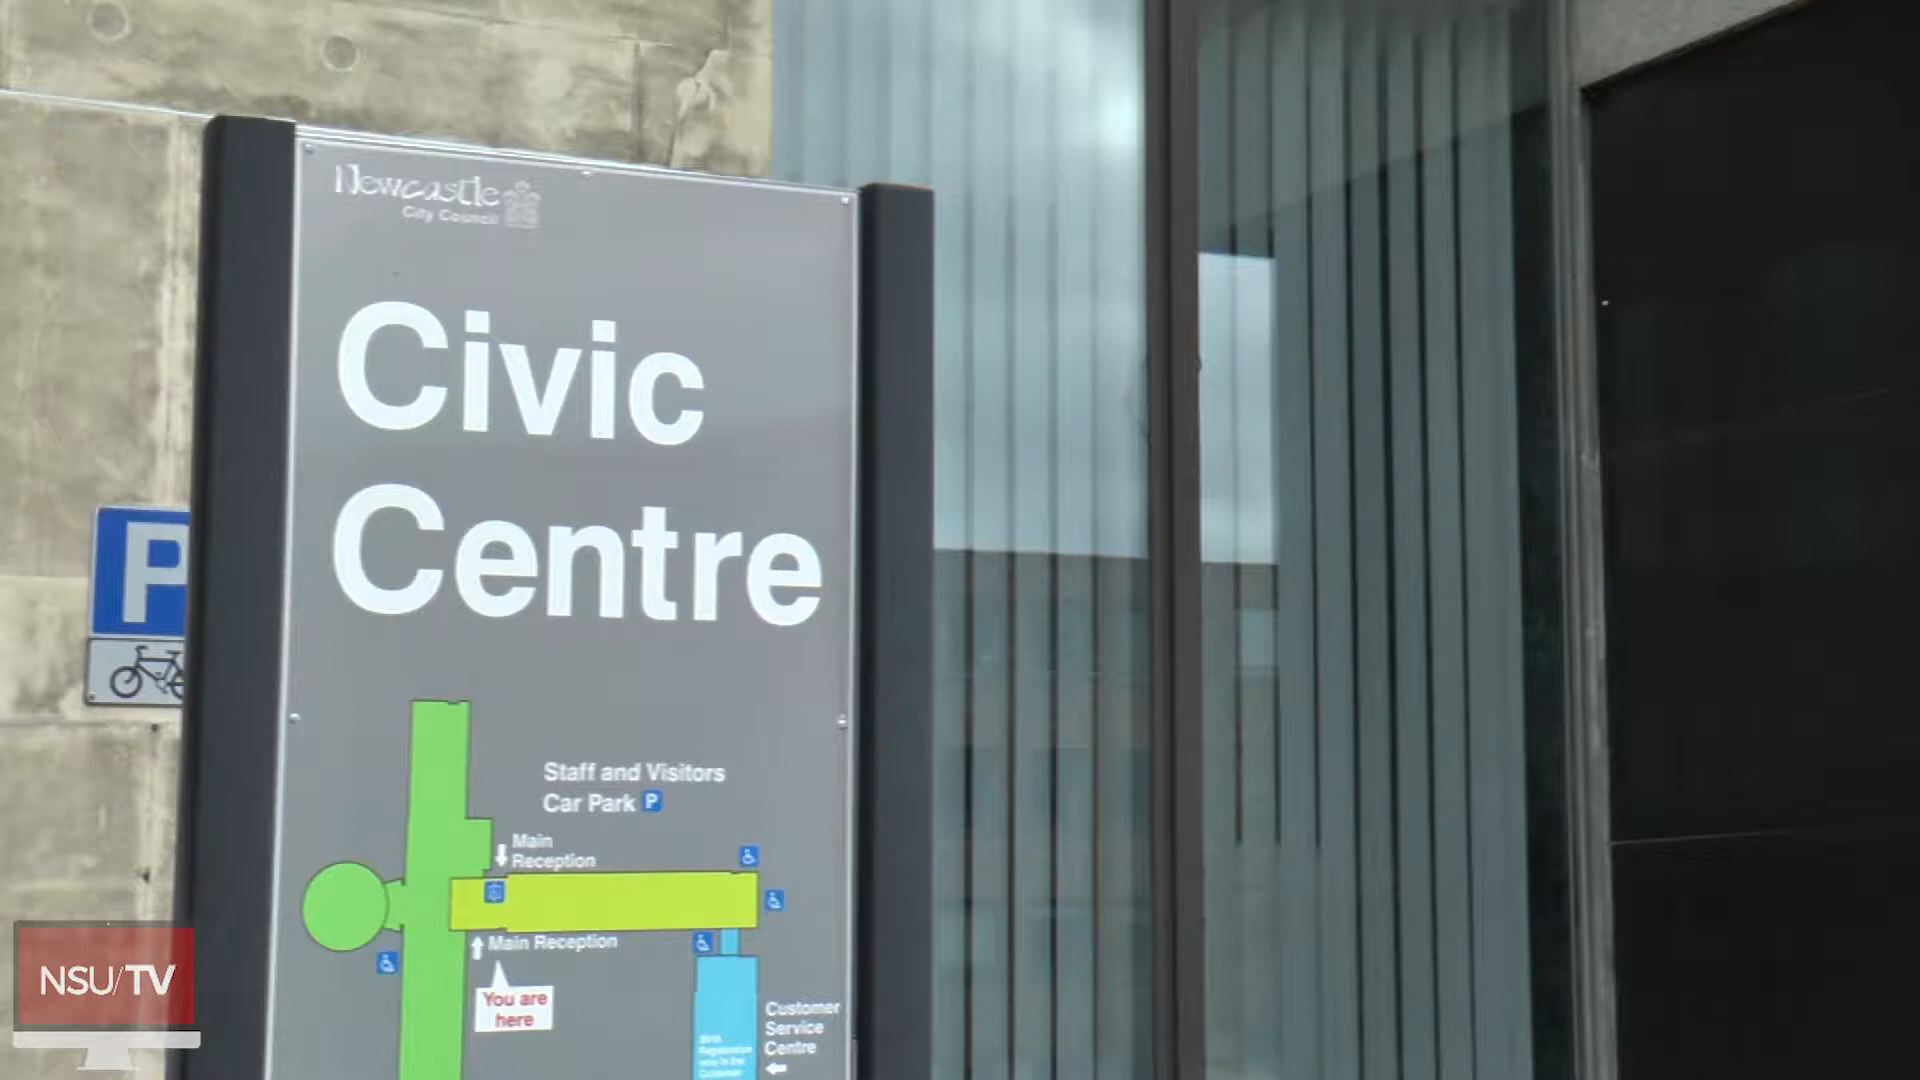 Newcastle
City Council
Civic
Centre
P
Staff and Visitors
Car Park P
Main
Reception
Main Reception
You are
here
Customer
Service
Centre
NSU/TV